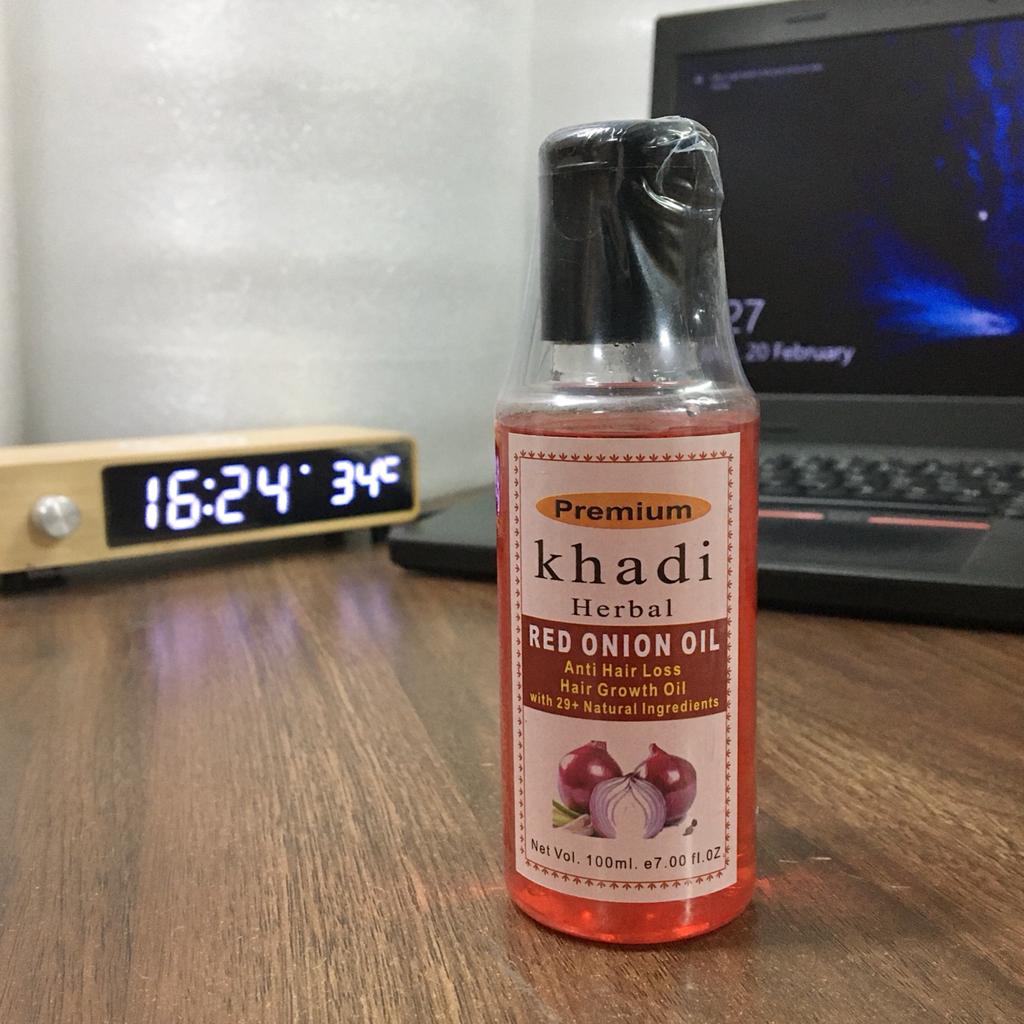 16:24 34°C
27
20 February
Premium
khadi
Herbal
RED ONION OIL
Anti Hair Loss
Hair Growth Oil
with 29+ Natural Ingredients
Net Vol. 100ml. e7.00 fl.oZ